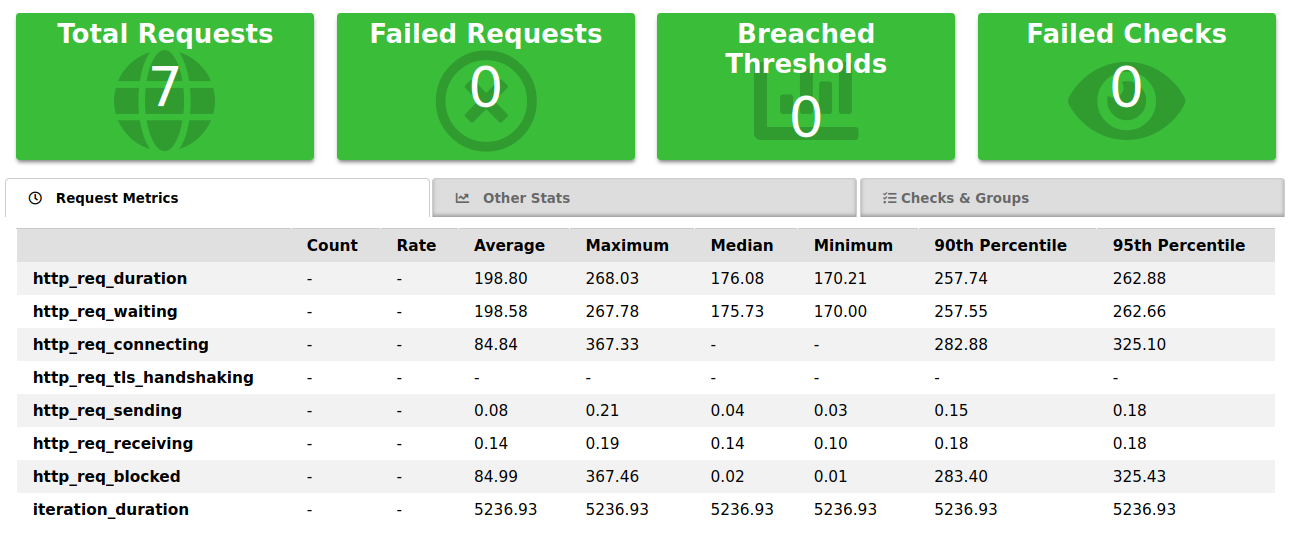 Total Requests
7
Failed Requests
0
Breached
Thresholds
0
Failed Checks
0
Request Metrics
Other Stats
Checks & Groups
Count Rate Average Maximum Median Minimum 90th Percentile 95th Percentile
http_req_duration - - 198.80 268.03 176.08 170.21 257.74 262.88
http_req_waiting - - 198.58 267.78 175.73 170.00 257.55 262.66
http_req_connecting - - 84.84 367.33 - - 282.88 325.10
http_req_tls_handshaking - - - - - - - -
http_req_sending - - 0.08 0.21 0.04 0.03 0.15 0.18
http_req_receiving - - 0.14 0.19 0.14 0.10 0.18 0.18
http_req_blocked - - 84.99 367.46 0.02 0.01 283.40 325.43
iteration_duration - - 5236.93 5236.93 5236.93 5236.93 5236.93 5236.93